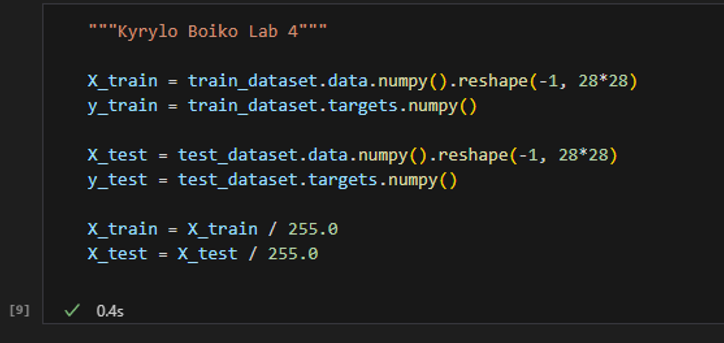 """Kyrylo Boiko Lab 4"""
X_train = train_dataset.data.numpy().reshape(-1, 28*28)
y_train = train_dataset.targets.numpy()
X_test = test_dataset.data.numpy().reshape(-1, 28*28)
y_test = test_dataset.targets.numpy()
X_train = X_train / 255.0
X_test = X_test / 255.0
[9] ✓ 0.4s